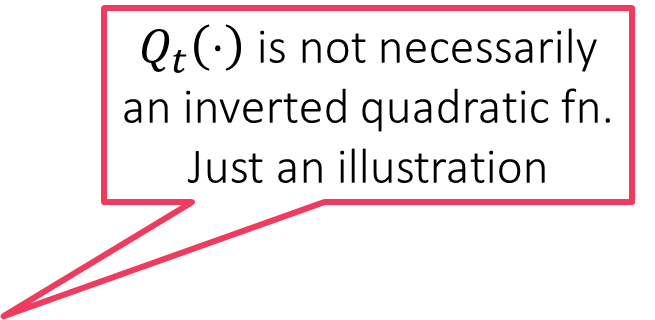 Qₜ(·) is not necessarily
an inverted quadratic fn.
Just an illustration